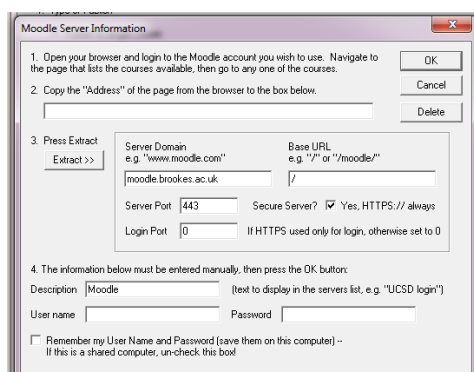 Moodle Server Information
1. Open your browser and login to the Moodle account you wish to use. Navigate to
the page that lists the courses available, then go to any one of the courses.
OK
2. Copy the "Address" of the page from the browser to the box below.
Cancel
Delete
3. Press Extract
Extract >>
Server Domain
e.g. "www.moodle.com"
Base URL
e.g. "/" or "/moodle/"
moodle.brookes.ac.uk
/
Server Port 443
Secure Server? Yes, HTTPS:// always
Login Port 0
If HTTPS used only for login, otherwise set to 0
4. The information below must be entered manually, then press the OK button:
Description Moodle
(text to display in the servers list, e.g. "UCSD login")
User name
Password
Remember my User Name and Password (save them on this computer) --
If this is a shared computer, un-check this box!